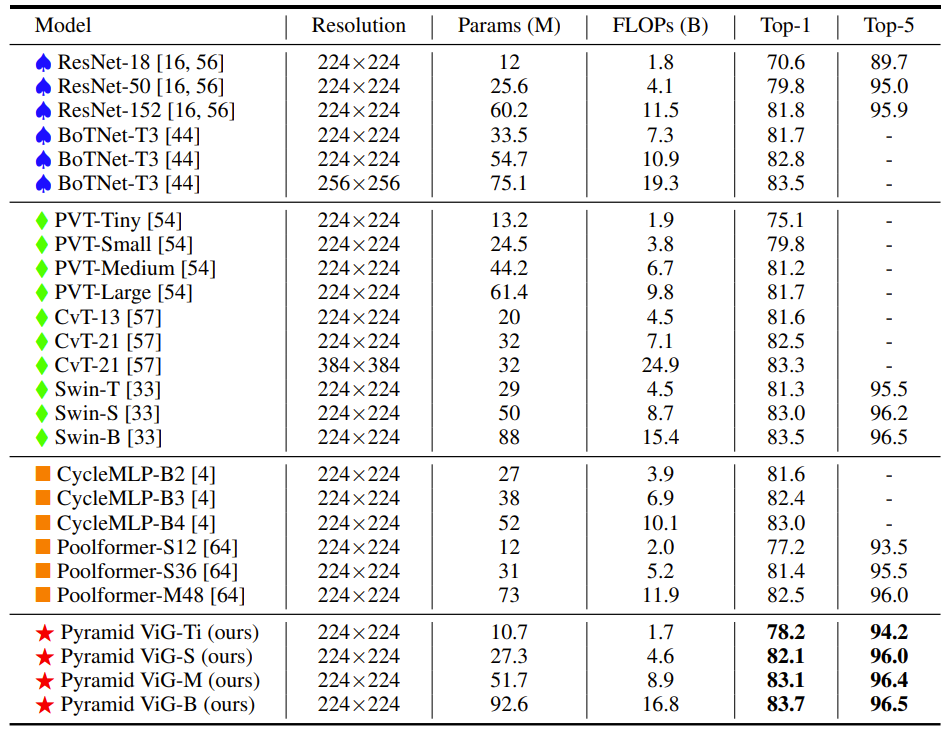 Model Resolution Params (M) FLOPs (B) Top-1 Top-5
♠ ResNet-18 [16, 56] 224×224 12 1.8 70.6 89.7
♠ ResNet-50 [16, 56] 224×224 25.6 4.1 79.8 95.0
♠ ResNet-152 [16, 56] 224×224 60.2 11.5 81.8 95.9
♠ BoTNet-T3 [44] 224×224 33.5 7.3 81.7 -
♠ BoTNet-T3 [44] 224×224 54.7 10.9 82.8 -
♠ BoTNet-T3 [44] 256×256 75.1 19.3 83.5 -
♦ PVT-Tiny [54] 224×224 13.2 1.9 75.1 -
♦ PVT-Small [54] 224×224 24.5 3.8 79.8 -
♦ PVT-Medium [54] 224×224 44.2 6.7 81.2 -
♦ PVT-Large [54] 224×224 61.4 9.8 81.7 -
♦ CvT-13 [57] 224×224 20 4.5 81.6 -
♦ CvT-21 [57] 224×224 32 7.1 82.5 -
♦ CvT-21 [57] 384×384 32 24.9 83.3 -
♦ Swin-T [33] 224×224 29 4.5 81.3 95.5
♦ Swin-S [33] 224×224 50 8.7 83.0 96.2
♦ Swin-B [33] 224×224 88 15.4 83.5 96.5
■ CycleMLP-B2 [4] 224×224 27 3.9 81.6 -
■ CycleMLP-B3 [4] 224×224 38 6.9 82.4 -
■ CycleMLP-B4 [4] 224×224 52 10.1 83.0 -
■ Poolformer-S12 [64] 224×224 12 2.0 77.2 93.5
■ Poolformer-S36 [64] 224×224 31 5.2 81.4 95.5
■ Poolformer-M48 [64] 224×224 73 11.9 82.5 96.0
★ Pyramid ViG-Ti (ours) 224×224 10.7 1.7 78.2 94.2
★ Pyramid ViG-S (ours) 224×224 27.3 4.6 82.1 96.0
★ Pyramid ViG-M (ours) 224×224 51.7 8.9 83.1 96.4
★ Pyramid ViG-B (ours) 224×224 92.6 16.8 83.7 96.5